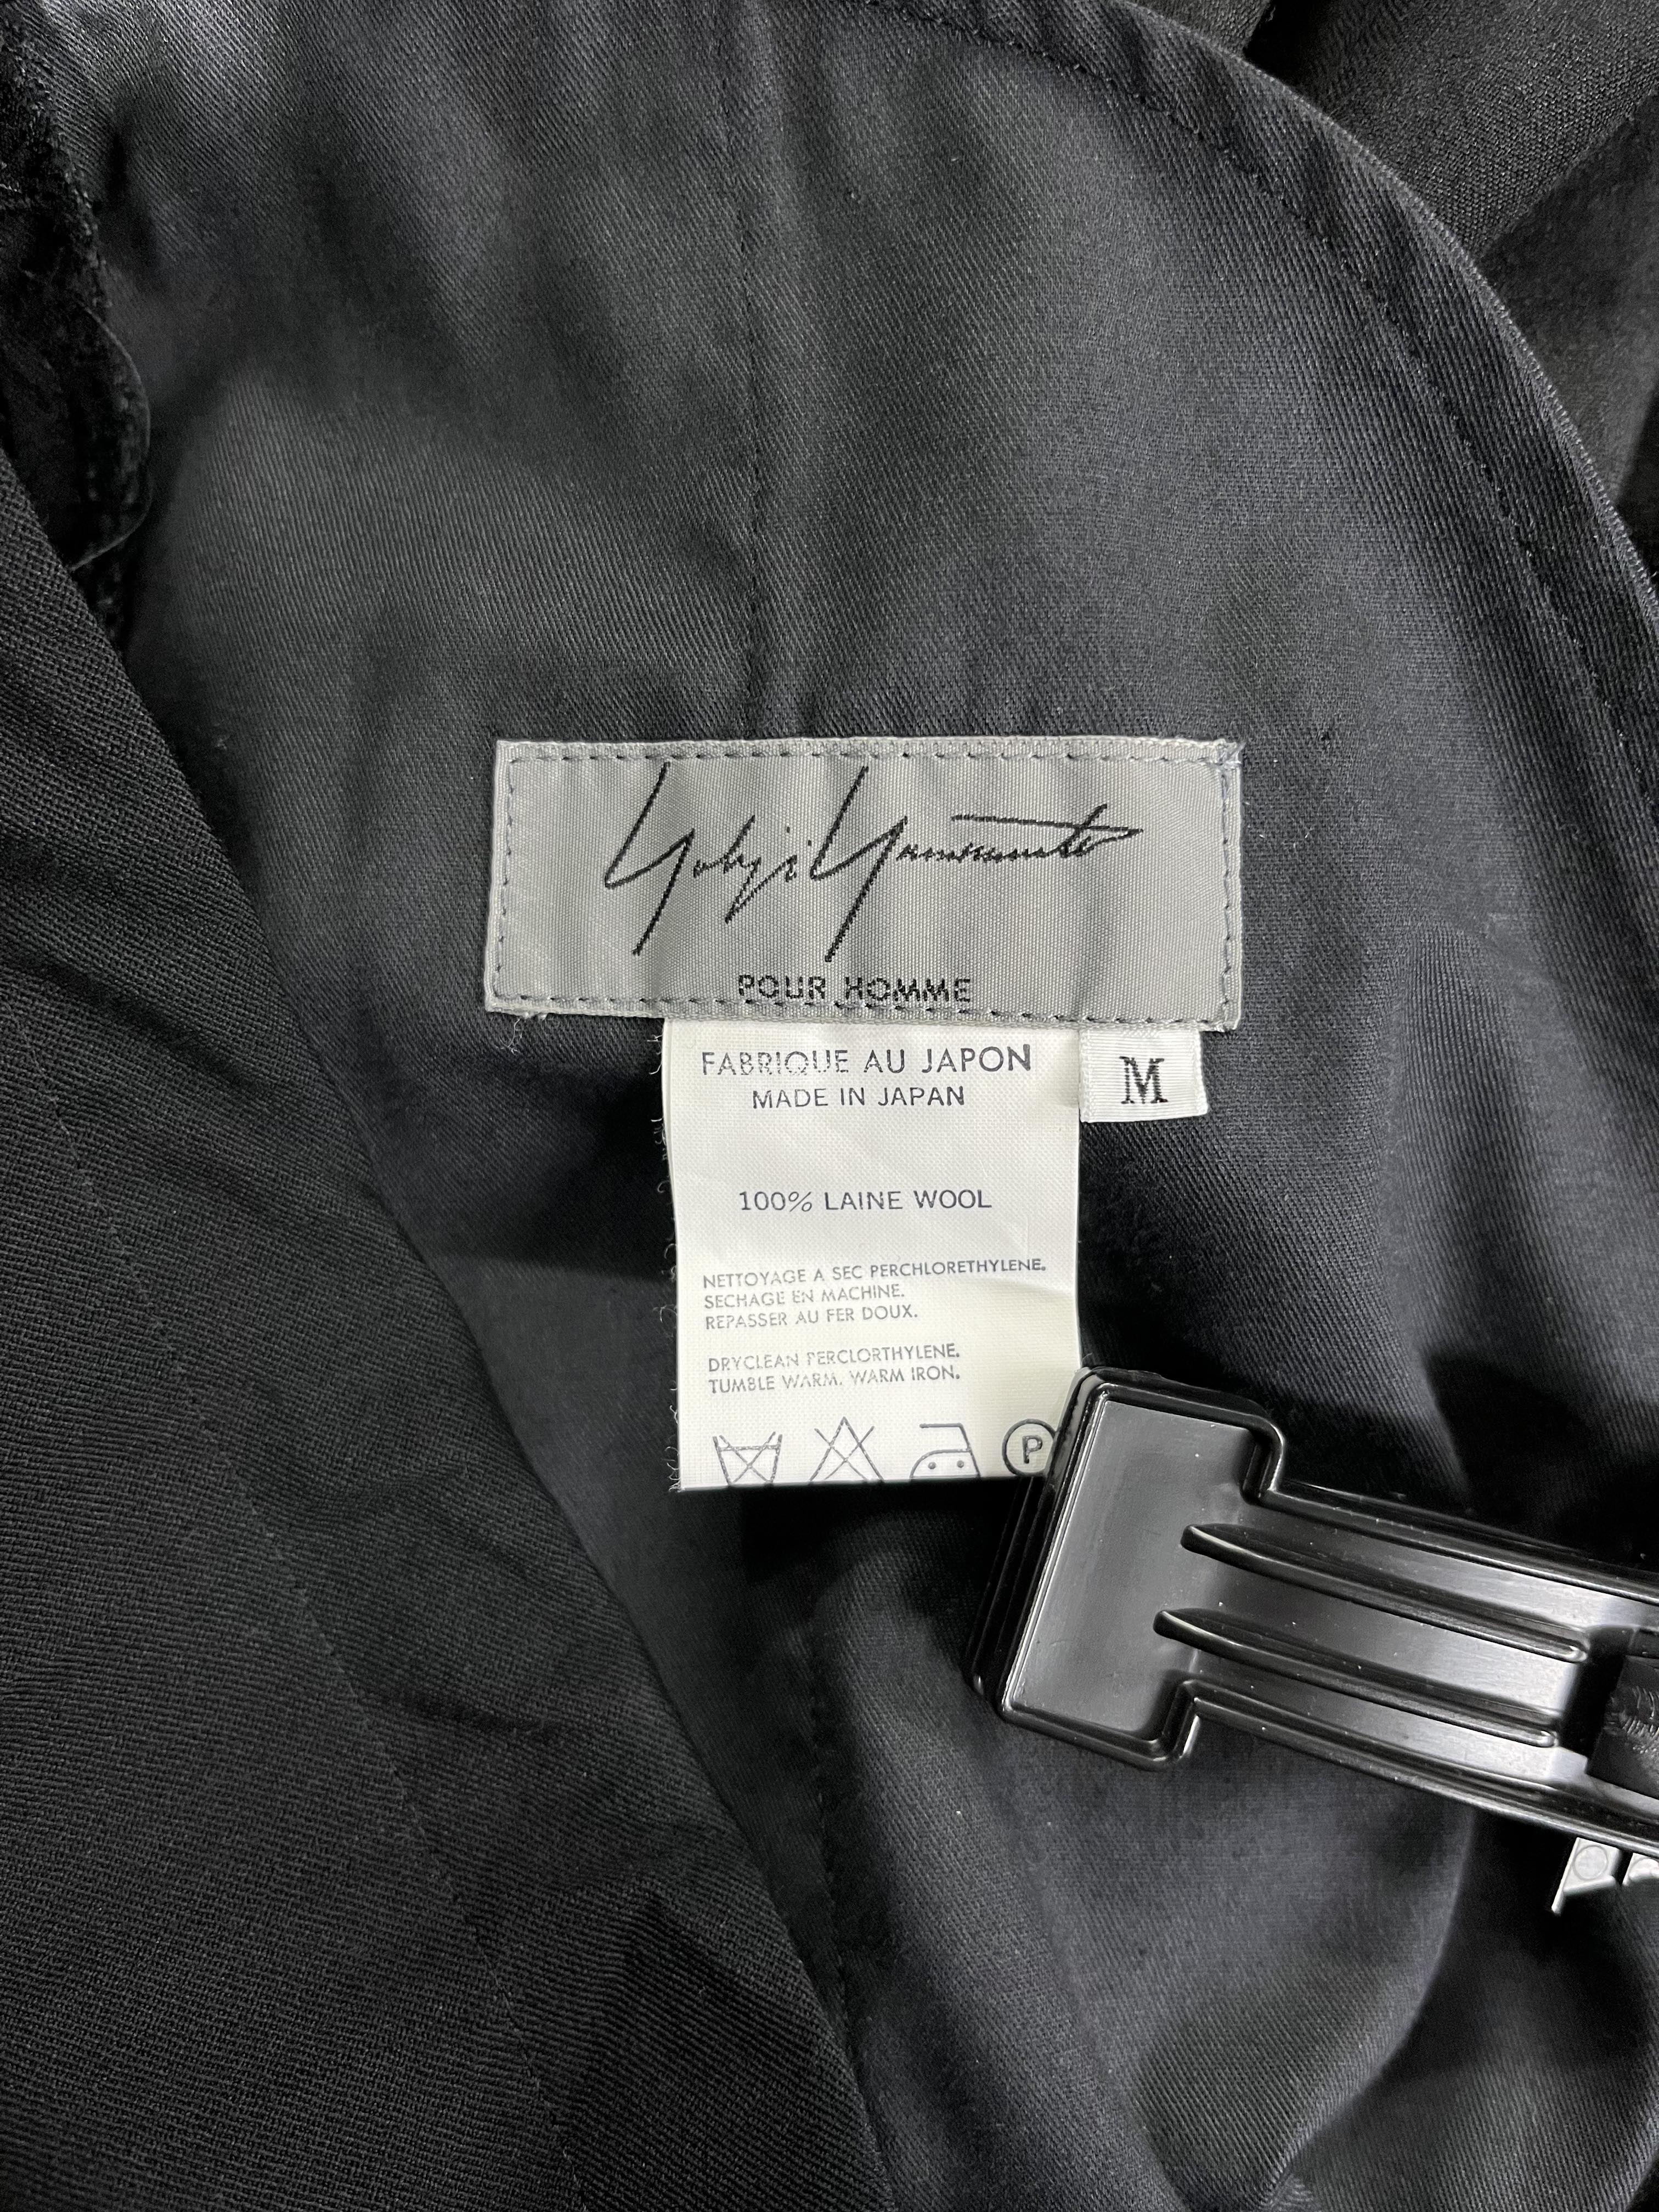 Yohji Yamamoto
POUR HOMME
FABRIQUE AU JAPON
MADE IN JAPAN
M
100% LAINE WOOL
NETTOYAGE A SEC PERCHLORETHYLENE.
SECHAGE EN MACHINE.
REPASSER AU FER DOUX.
DRYCLEAN PERCLORTHYLENE.
TUMBLE WARM. WARM IRON.
P